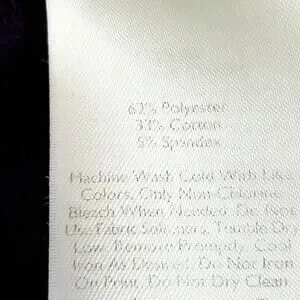 62% Polyester
33% Cotton
5% Spandex
Machine Wash Cold With Like
Colors, Only Non-Chlorine
Bleach When Needed. Do Not
Use Fabric Softeners. Tumble Dry
Low. Remove Promptly. Cool
Iron As Desired. Do Not Iron
On Print. Do Not Dry Clean